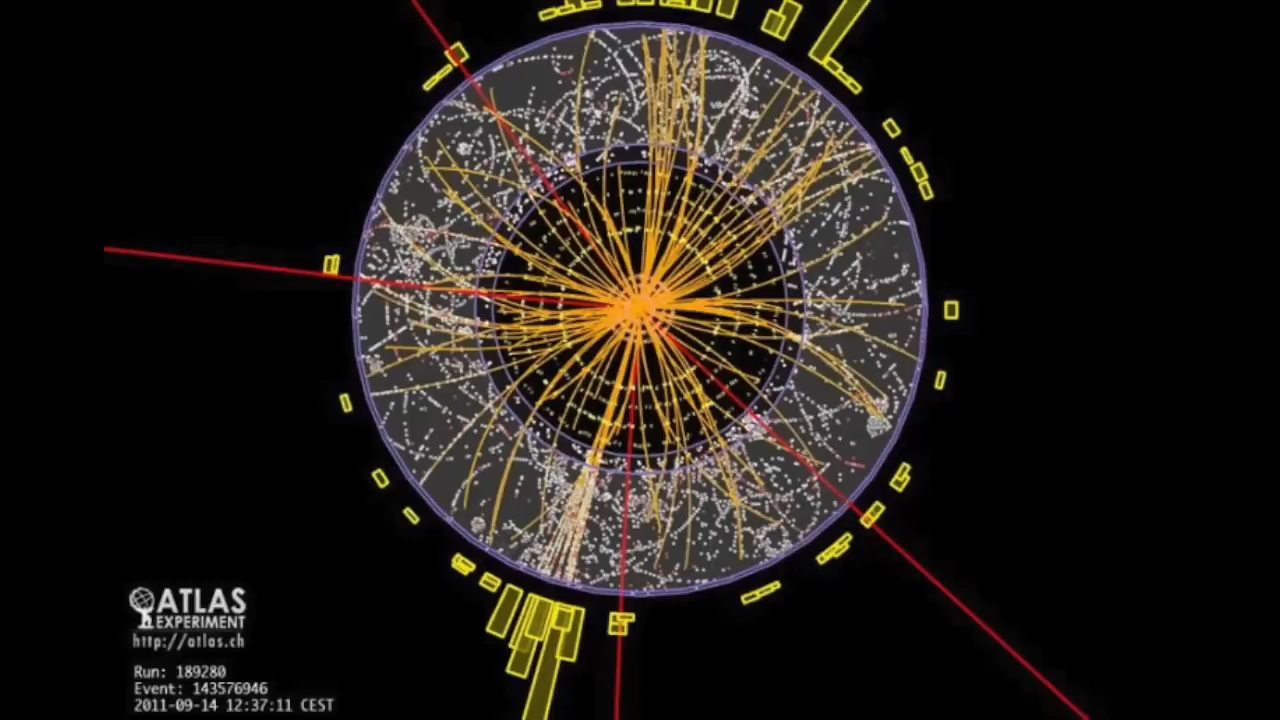 ATLAS
EXPERIMENT
http://atlas.ch
Run: 189280
Event: 143576946
2011-09-14 12:37:11 CEST